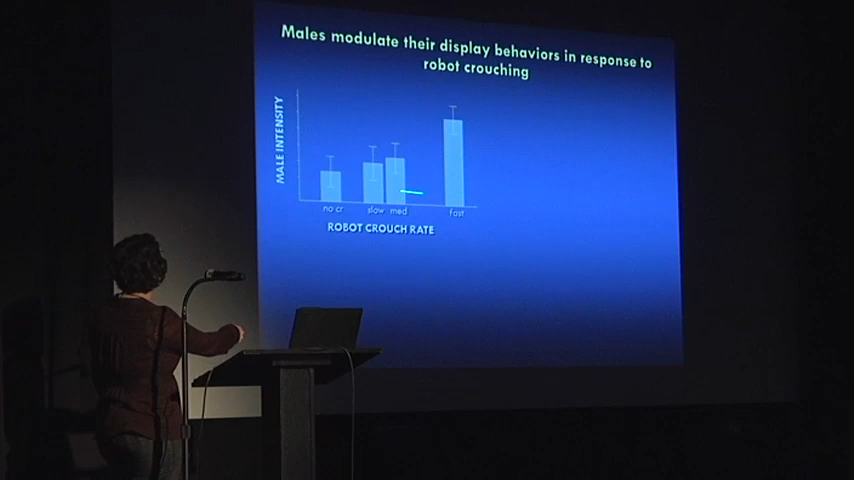 Males modulate their display behaviors in response to
robot crouching
MALE INTENSITY
no cr
slow
med
fast
ROBOT CROUCH RATE